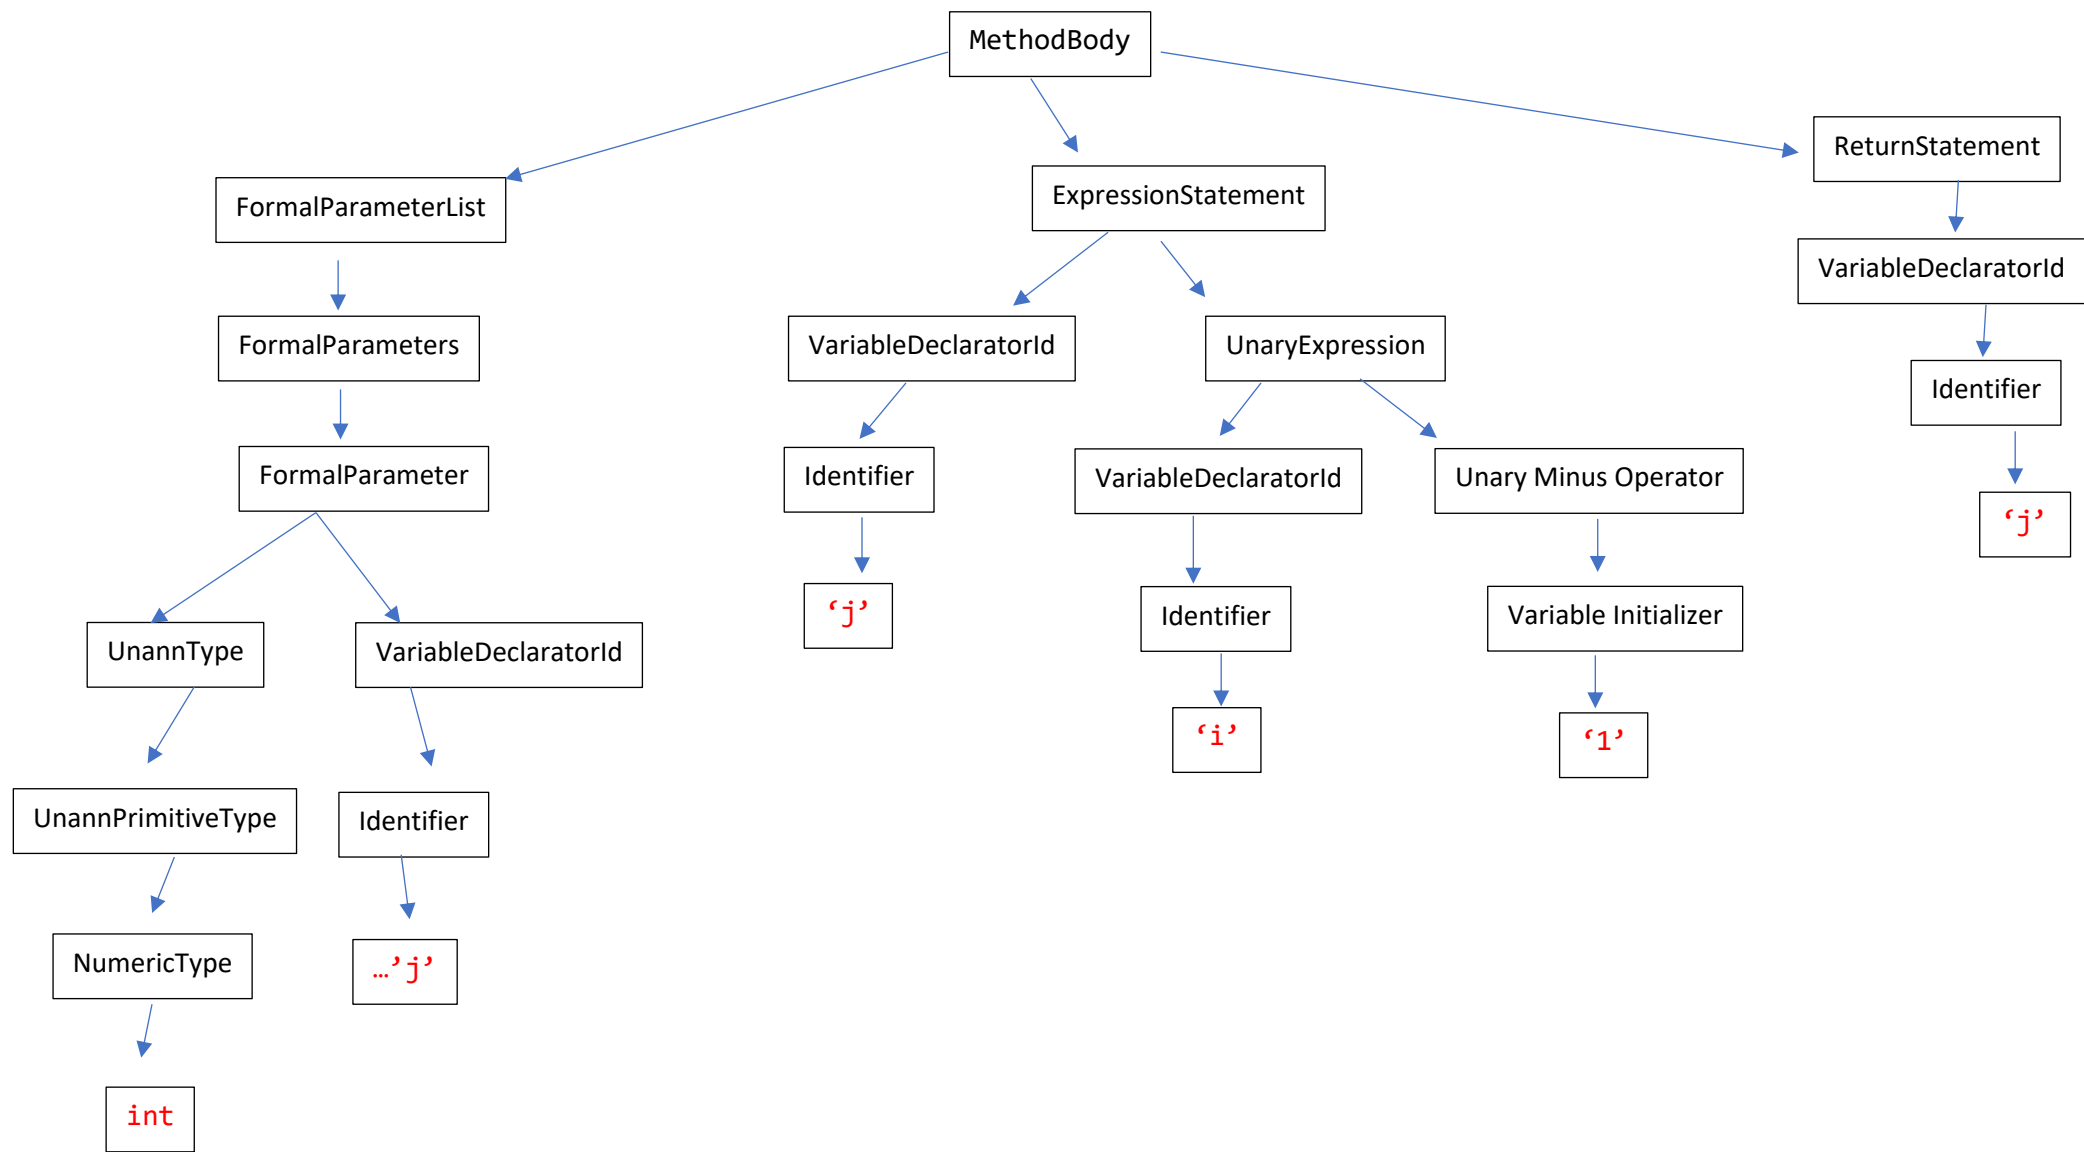 MethodBody
ReturnStatement
FormalParameterList
ExpressionStatement
VariableDeclaratorId
FormalParameters
VariableDeclaratorId
UnaryExpression
Identifier
FormalParameter
Identifier
VariableDeclaratorId
Unary Minus Operator
‘j’
‘j’
Identifier
Variable Initializer
UnannType
VariableDeclaratorId
‘i’
‘1’
UnannPrimitiveType
Identifier
NumericType
…’j’
int